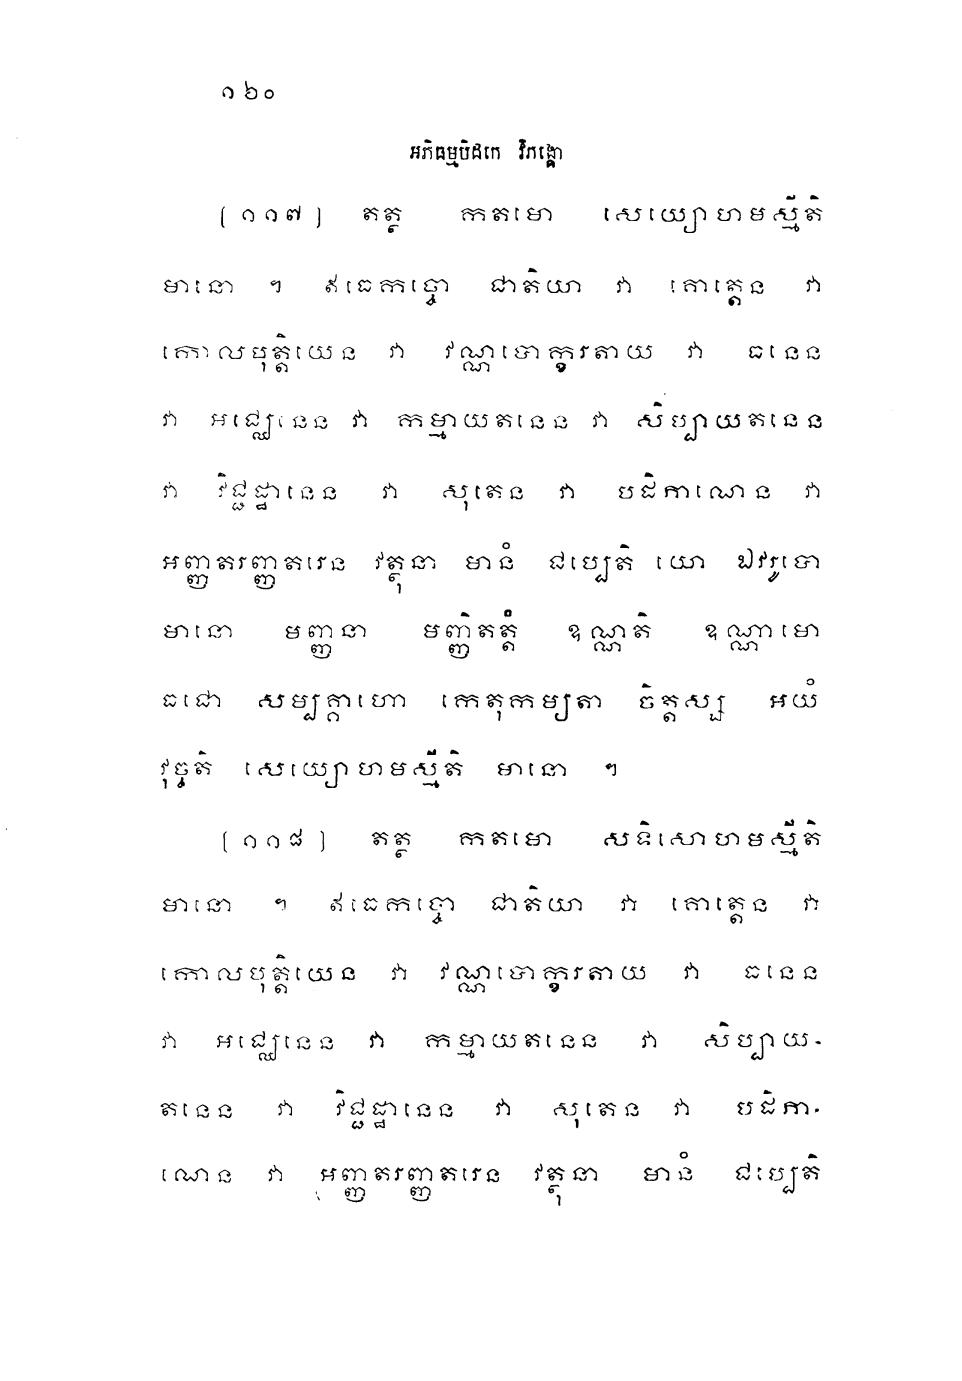 ១៦០
អភិធម្មបិដកេ វិភង្គោ
(១១៧) តត្ថ កតមោ សេយ្យោហមស្មីតិ
មានោ ។ ឥធេកច្ចោ ជាតិយា វា គោត្តេន វា
កោលបុត្តិយេន វា វណ្ណបោក្ខរតាយ វា ធនេន
វា អជ្ឈេនេន វា កម្មាយតនេន វា សិប្បាយតនេន
វា វិជ្ជដ្ឋានេន វា សុតេន វា បដិភាណេន វា
អញ្ញតរញ្ញតរេន វត្ថុនា មានំ ជប្បេតិ យោ ឯវរូបោ
មានោ មញ្ញនា មញ្ញិតត្តំ ឧណ្ណតិ ឧណ្ណាមោ
ធជោ សម្បគ្គាហោ កេតុកម្យតា ចិត្តស្ស អយំ
វុច្ចតិ សេយ្យោហមស្មីតិ មានោ ។
(១១៨) តត្ថ កតមោ សទិសោហមស្មីតិ
មានោ ។ ឥធេកច្ចោ ជាតិយា វា គោត្តេន វា
កោលបុត្តិយេន វា វណ្ណបោក្ខរតាយ វា ធនេន
វា អជ្ឈេនេន វា កម្មាយតនេន វា សិប្បាយ-
តនេន វា វិជ្ជដ្ឋានេន វា សុតេន វា បដិភា-
ណេន វា អញ្ញតរញ្ញតរេន វត្ថុនា មានំ ជប្បេតិ